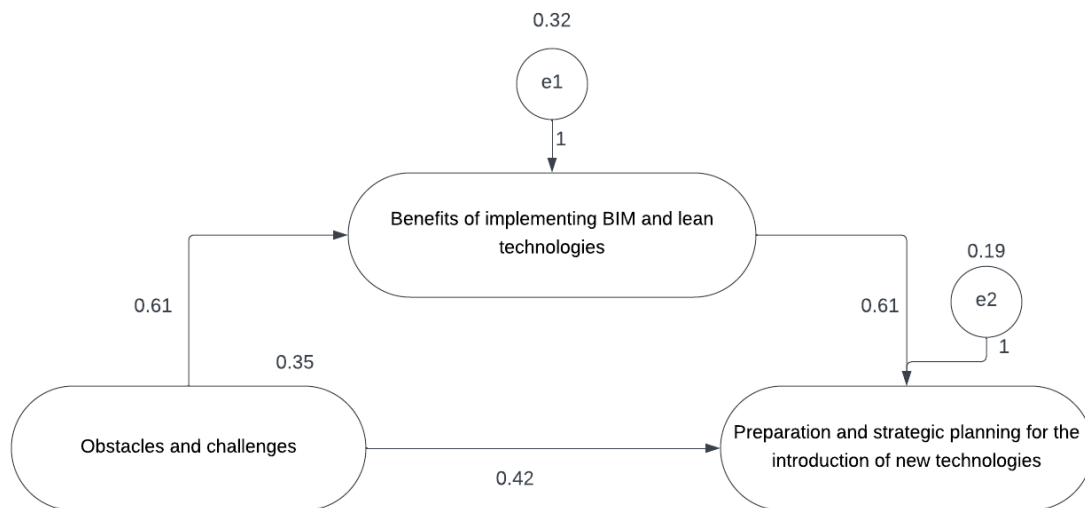 0.32
e1
1
Benefits of implementing BIM and lean
technologies
0.19
e2
0.61
0.61
1
0.35
Obstacles and challenges
Preparation and strategic planning for the
introduction of new technologies
0.42